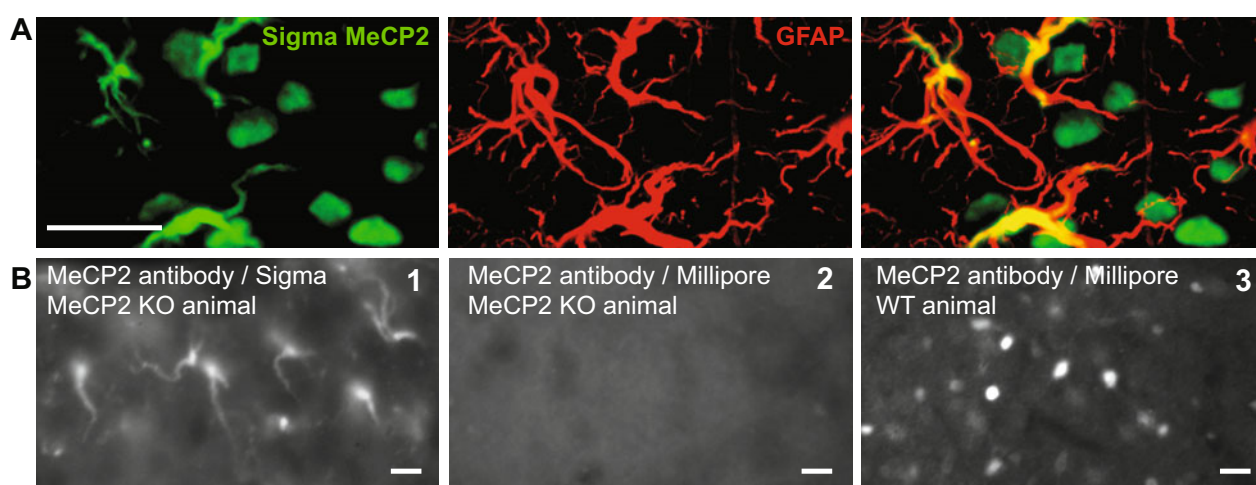 A
Sigma MeCP2
GFAP
B
MeCP2 antibody / Sigma
MeCP2 KO animal
1
MeCP2 antibody / Millipore
MeCP2 KO animal
2
MeCP2 antibody / Millipore
WT animal
3